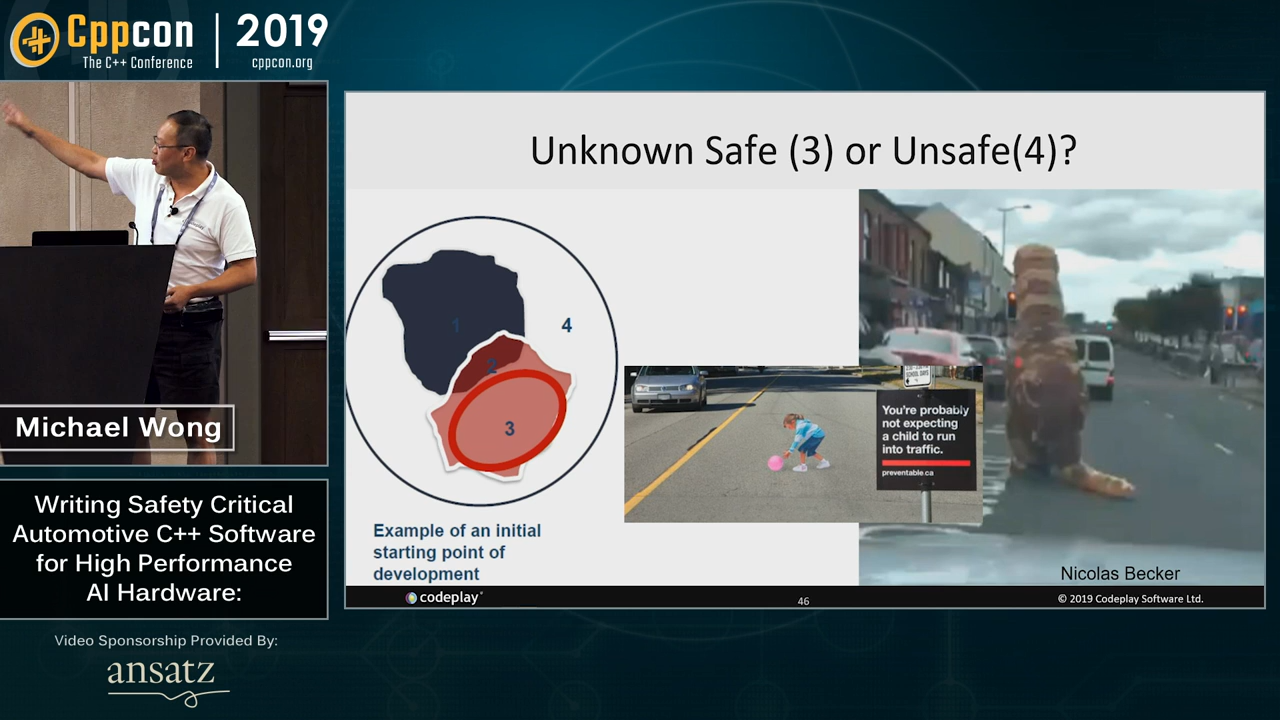 Cppcon
The C++ Conference
2019
cppcon.org
Michael Wong
Writing Safety Critical
Automotive C++ Software
for High Performance
AI Hardware:
Video Sponsorship Provided By:
ansatz
Unknown Safe (3) or Unsafe(4)?
1
2
3
4
Example of an initial
starting point of
development
You're probably
not expecting
a child to run
into traffic.
preventable.ca
Nicolas Becker
codeplay
46
© 2019 Codeplay Software Ltd.